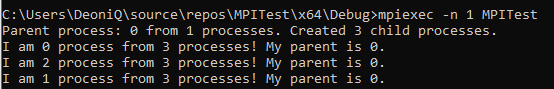 C:\Users\DeoniQ\source\repos\MPITest\x64\Debug>mpiexec -n 1 MPITest
Parent process: 0 from 1 processes. Created 3 child processes.
I am 0 process from 3 processes! My parent is 0.
I am 2 process from 3 processes! My parent is 0.
I am 1 process from 3 processes! My parent is 0.